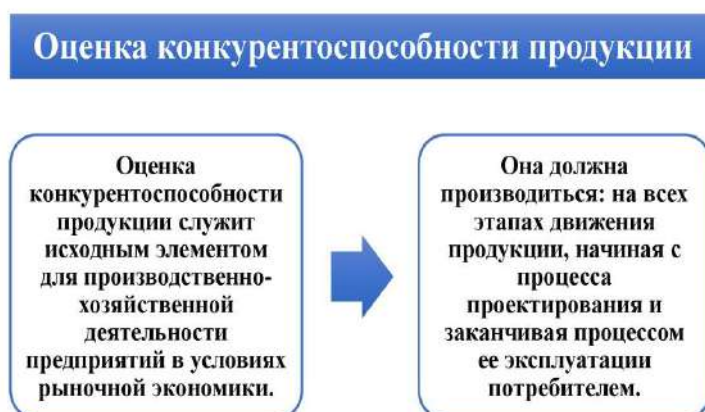 Оценка конкурентоспособности продукции
Оценка
конкурентоспособности
продукции служит
исходным элементом
для производственно-
хозяйственной
деятельности
предприятий в условиях
рыночной экономики.
Она должна
производиться: на всех
этапах движения
продукции, начиная с
процесса
проектирования и
заканчивая процессом
ее эксплуатации
потребителем.